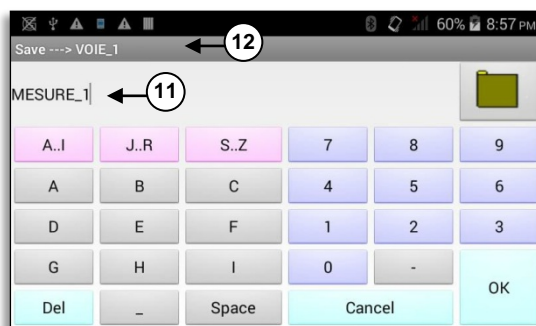 60% 8:57 PM
Save ---> VOIE_1
12
MESURE_1
11
A..I J..R S..Z 7 8 9
A B C 4 5 6
D E F 1 2 3
G H I 0 - OK
Del _ Space Cancel